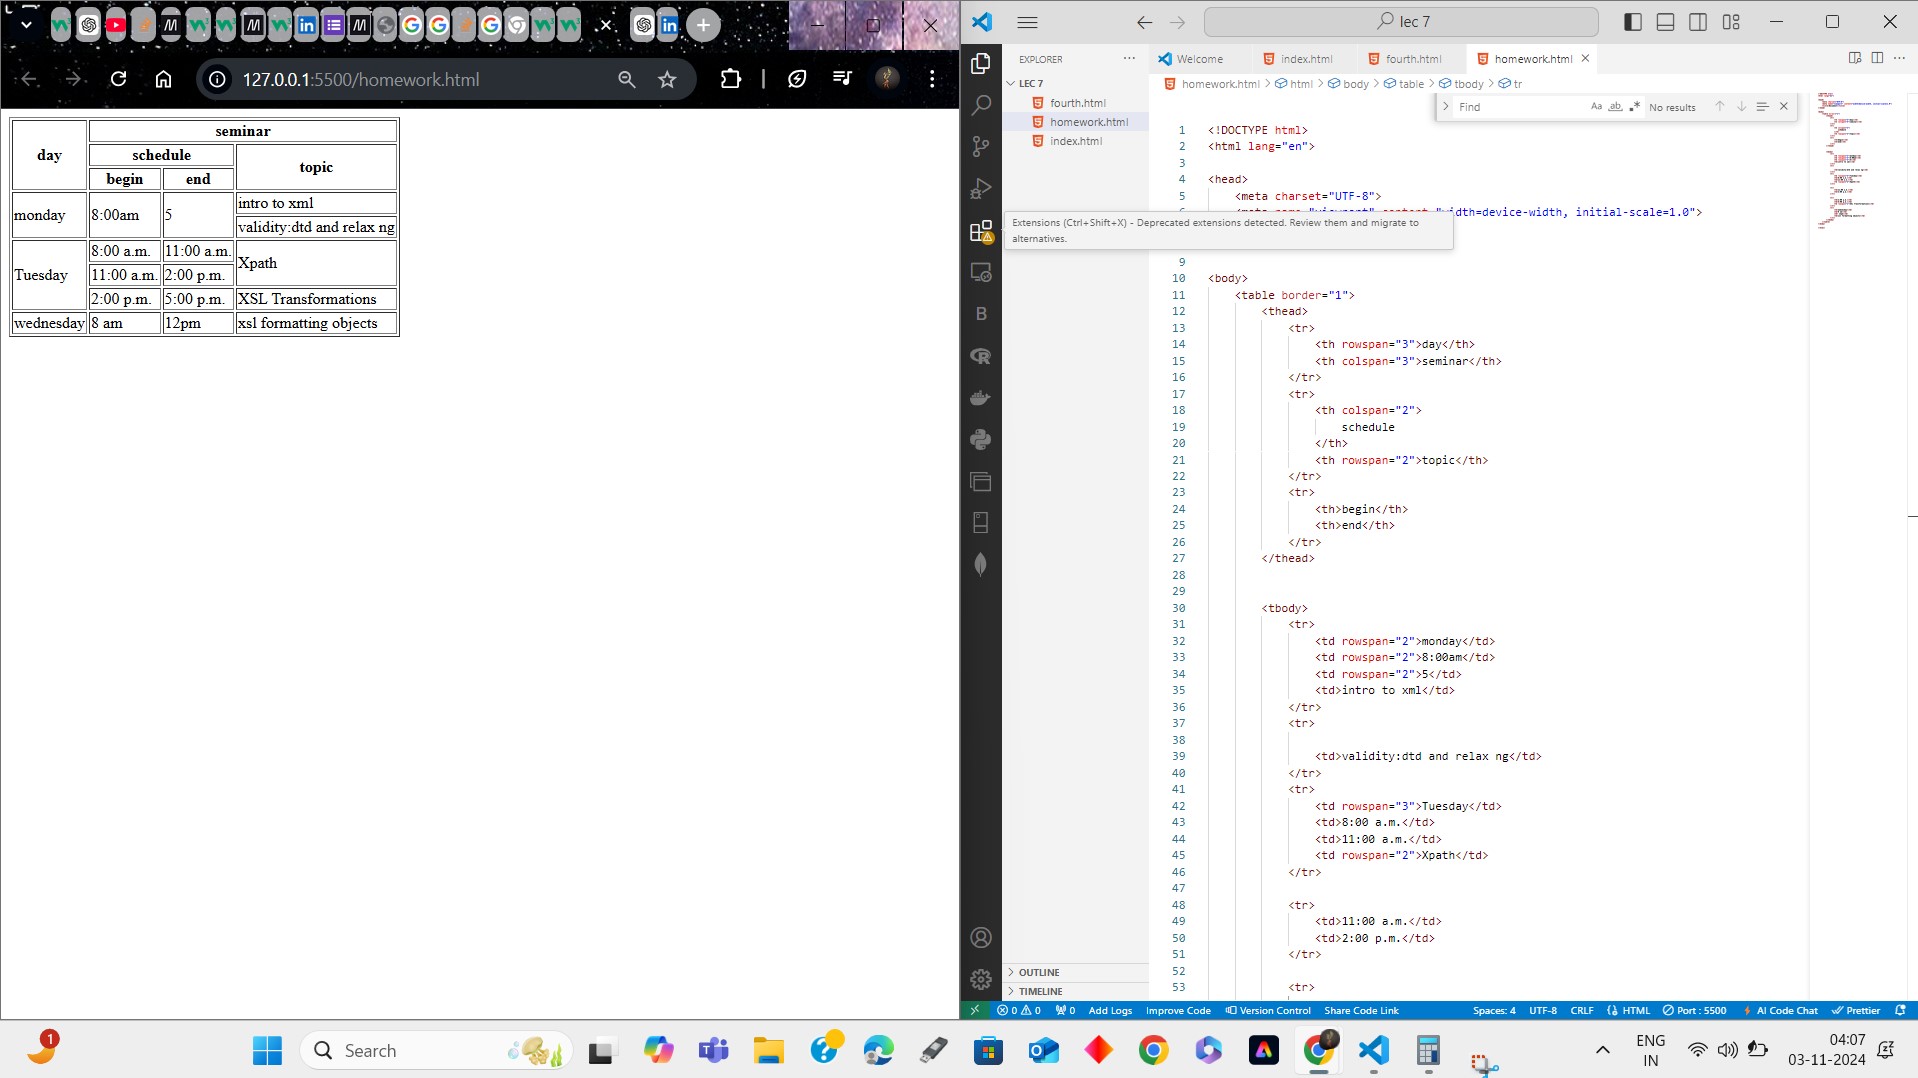 127.0.0.1:5500/homework.html
day
seminar
schedule
topic
begin
end
monday
8:00am
5
intro to xml
validity:dtd and relax ng
Tuesday
8:00 a.m.
11:00 a.m.
Xpath
11:00 a.m.
2:00 p.m.
2:00 p.m.
5:00 p.m.
XSL Transformations
wednesday
8 am
12pm
xsl formatting objects
lec 7
EXPLORER
LEC 7
fourth.html
homework.html
index.html
OUTLINE
TIMELINE
Welcome
index.html
fourth.html
homework.html
homework.html > html > body > table > tbody > tr
Find
Aa
ab
No results
Extensions (Ctrl+Shift+X) - Deprecated extensions detected. Review them and migrate to
alternatives.
1 <!DOCTYPE html>
2 <html lang="en">
3
4 <head>
5 <meta charset="UTF-8">
<meta name="viewport" content="width=device-width, initial-scale=1.0">
9
10 <body>
11 <table border="1">
12 <thead>
13 <tr>
14 <th rowspan="3">day</th>
15 <th colspan="3">seminar</th>
16 </tr>
17 <tr>
18 <th colspan="2">
19 schedule
20 </th>
21 <th rowspan="2">topic</th>
22 </tr>
23 <tr>
24 <th>begin</th>
25 <th>end</th>
26 </tr>
27 </thead>
28
29
30 <tbody>
31 <tr>
32 <td rowspan="2">monday</td>
33 <td rowspan="2">8:00am</td>
34 <td rowspan="2">5</td>
35 <td>intro to xml</td>
36 </tr>
37 <tr>
38
39 <td>validity:dtd and relax ng</td>
40 </tr>
41 <tr>
42 <td rowspan="3">Tuesday</td>
43 <td>8:00 a.m.</td>
44 <td>11:00 a.m.</td>
45 <td rowspan="2">Xpath</td>
46 </tr>
47
48 <tr>
49 <td>11:00 a.m.</td>
50 <td>2:00 p.m.</td>
51 </tr>
52
53 <tr>
0 0 0 Add Logs Improve Code Version Control Share Code Link Spaces: 4 UTF-8 CRLF HTML Port : 5500 AI Code Chat Prettier
1
Search
ENG
IN
04:07
03-11-2024